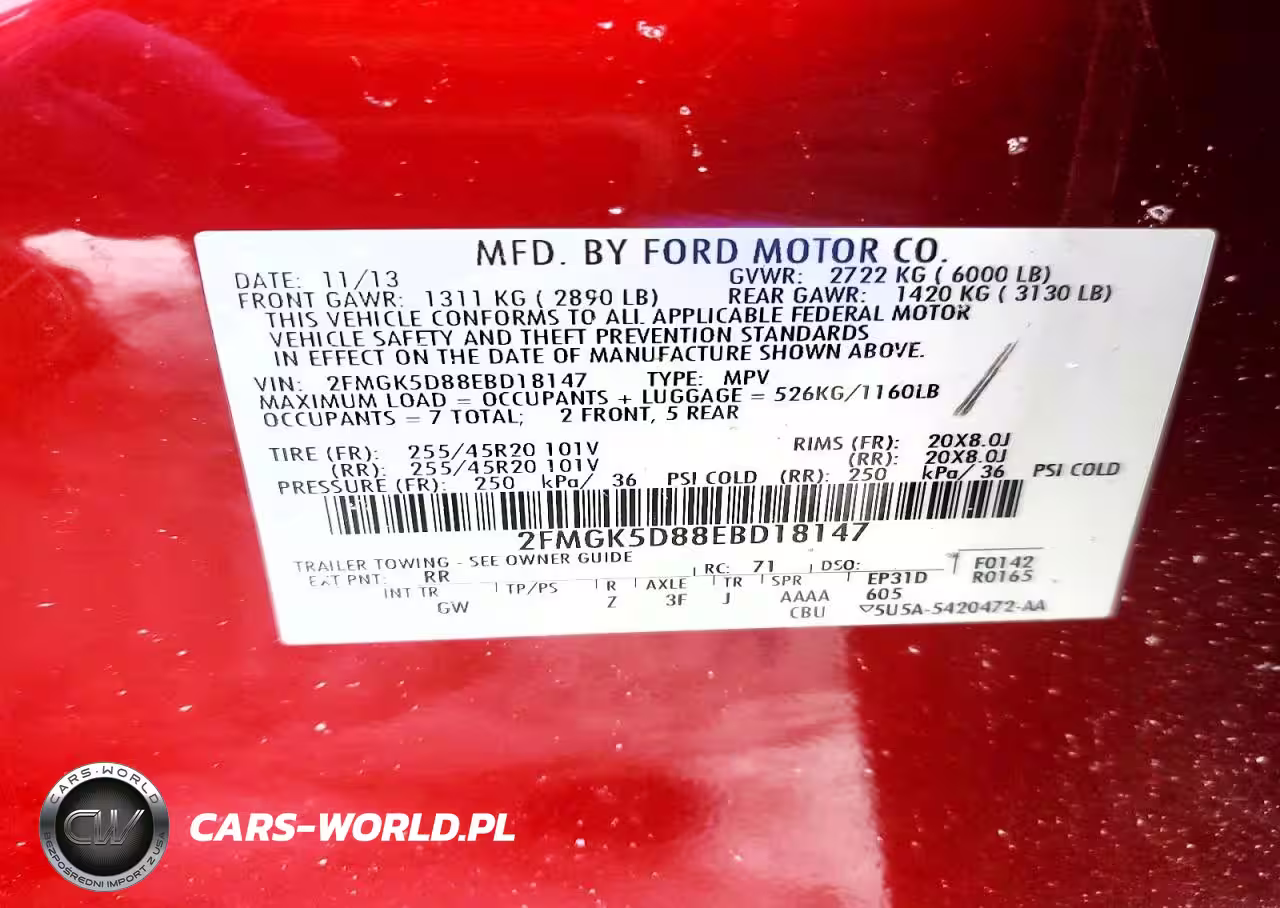 MFD. BY FORD MOTOR CO.
DATE: 11/13 GVWR: 2722 KG ( 6000 LB)
FRONT GAWR: 1311 KG ( 2890 LB) REAR GAWR: 1420 KG ( 3130 LB)
THIS VEHICLE CONFORMS TO ALL APPLICABLE FEDERAL MOTOR
VEHICLE SAFETY AND THEFT PREVENTION STANDARDS
IN EFFECT ON THE DATE OF MANUFACTURE SHOWN ABOVE.
VIN: 2FMGK5D88EBD18147 TYPE: MPV
MAXIMUM LOAD = OCCUPANTS + LUGGAGE = 526KG/1160LB
OCCUPANTS = 7 TOTAL; 2 FRONT, 5 REAR
TIRE (FR): 255/45R20 101V RIMS (FR): 20X8.0J
(RR): 255/45R20 101V (RR): 20X8.0J
PRESSURE (FR): 250 kPa/ 36 PSI COLD (RR): 250 kPa/ 36 PSI COLD
2FMGK5D88EBD18147
TRAILER TOWING - SEE OWNER GUIDE
RC: 71 DSO: F0142
EXT PNT: RR R0165
INT TR TP/PS R AXLE TR SPR EP31D
GW Z 3F J AAAA 605
CBU 5U5A-5420472-AA
CARS-WORLD
CW
BEZPOŚREDNI IMPORT Z USA
CARS-WORLD.PL